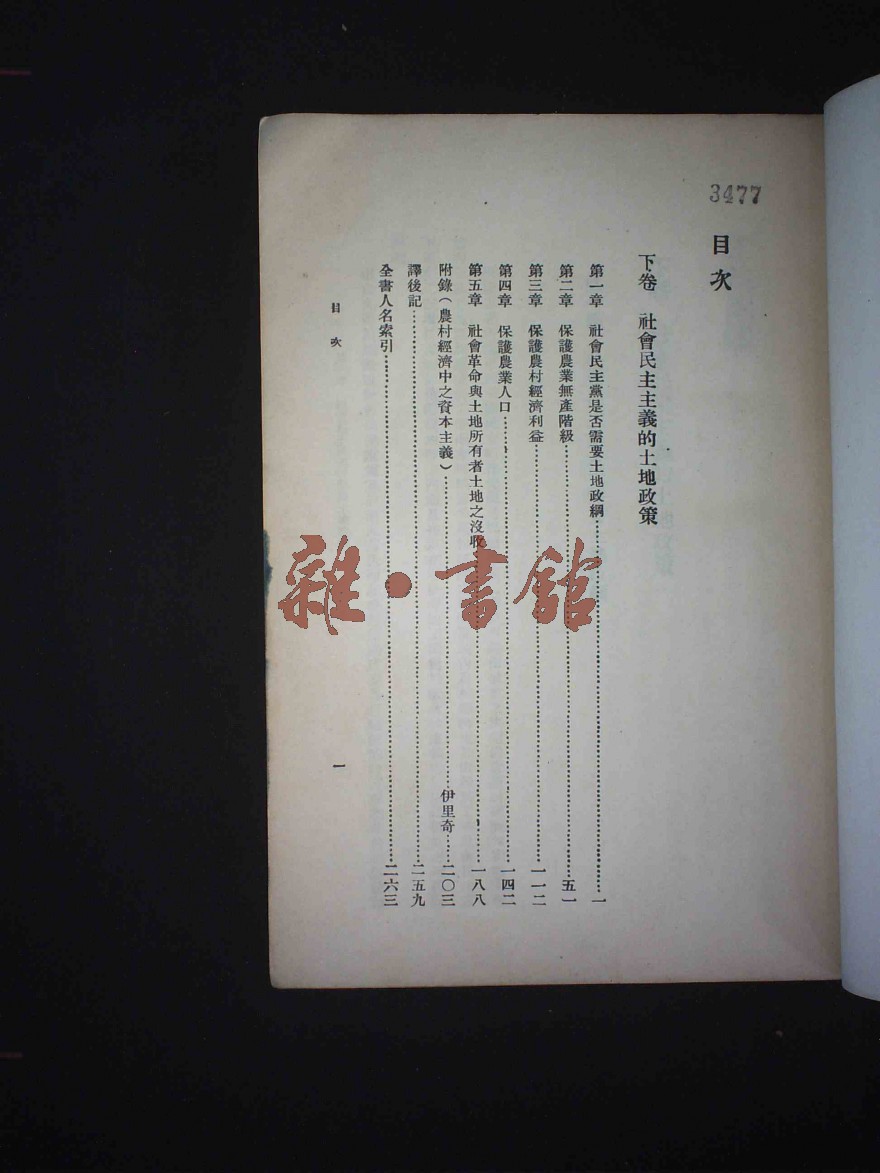 3477
目次
下卷 社會民主主義的土地政策
第一章 社會民主黨是否需要土地政綱……一
第二章 保護農業無產階級……五一
第三章 保護農村經濟利益……一一二
第四章 保護農業人口……一四二
第五章 社會革命與土地所有者土地之沒收……一八八
附錄（農村經濟中之資本主義）……伊里奇……二〇三
譯後記……二五九
全書人名索引……二六三
目次
一
雜·書館